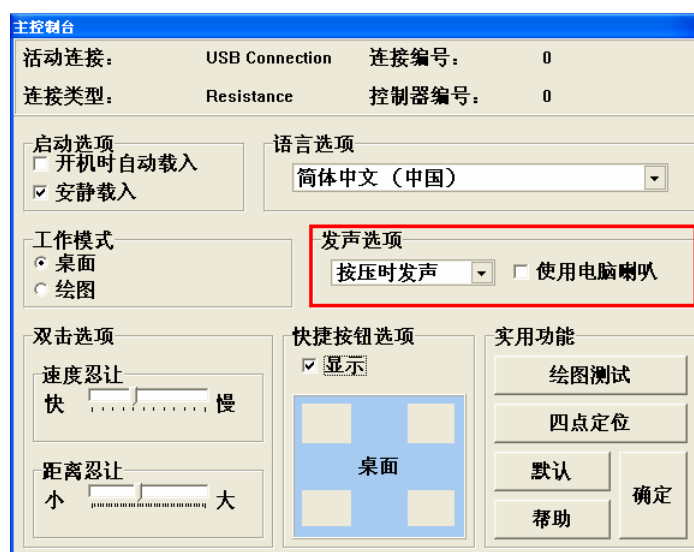 主控制台
活动连接： USB Connection 连接编号： 0
连接类型： Resistance 控制器编号： 0
启动选项
开机时自动载入
安静载入
语言选项
简体中文（中国）
工作模式
桌面
绘图
发声选项
按压时发声 使用电脑喇叭
双击选项
速度忍让
快 慢
距离忍让
小 大
快捷按钮选项
显示
桌面
实用功能
绘图测试
四点定位
默认
帮助
确定